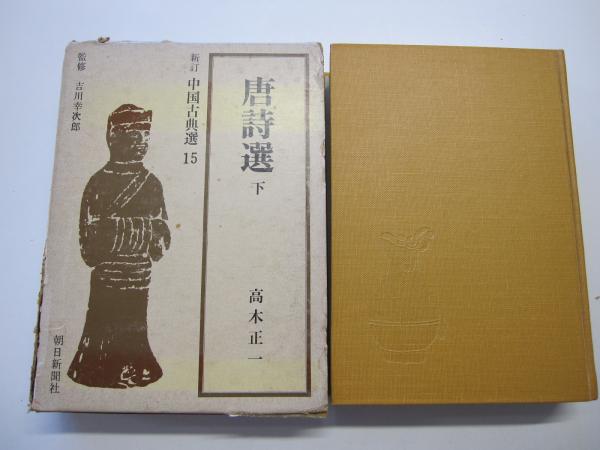 唐詩選 下
高木正一
新訂 中国古典選 15
監修 吉川幸次郎
朝日新聞社